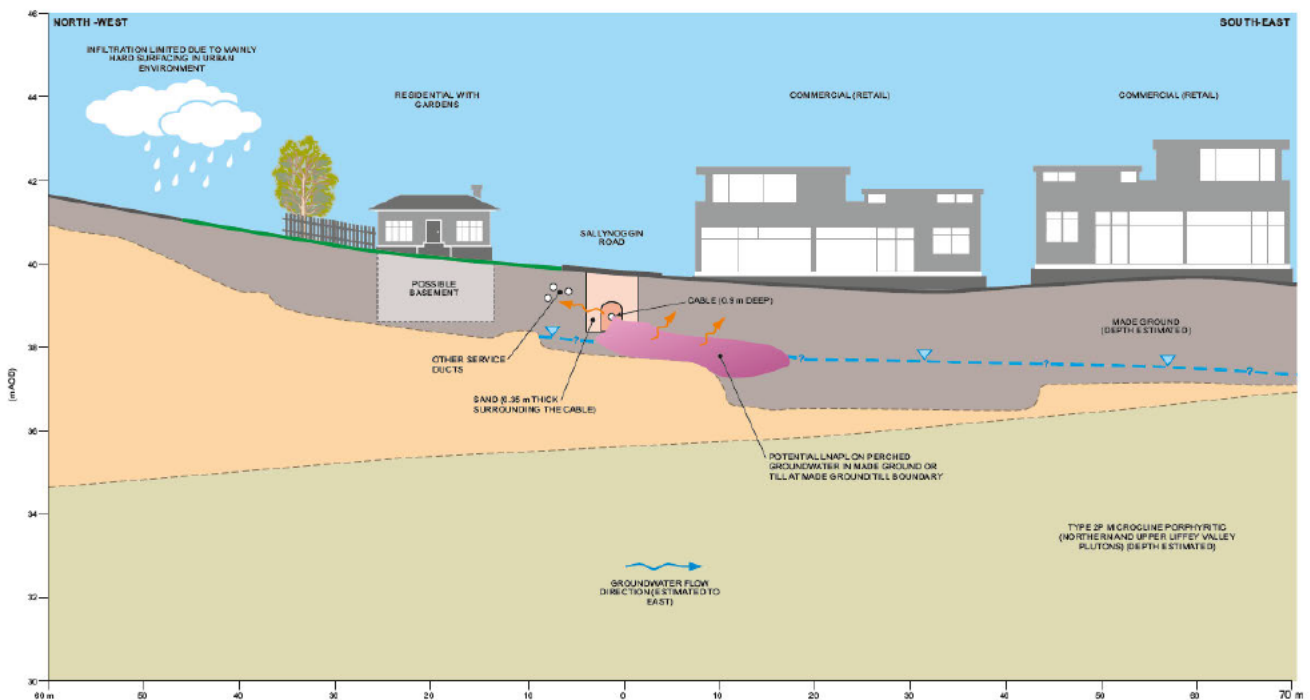 NORTH -WEST
SOUTH-EAST
INFILTRATION LIMITED DUE TO MAINLY
HARD SURFACING IN URBAN
ENVIRONMENT
RESIDENTIAL WITH
GARDENS
COMMERCIAL (RETAIL)
COMMERCIAL (RETAIL)
SALLYNOGGIN
ROAD
POSSIBLE
BASEMENT
CABLE (0.9 m DEEP)
MADE GROUND
(DEPTH ESTIMATED)
OTHER SERVICE
DUCTS
SAND (0.35 m THICK
SURROUNDING THE CABLE)
? ? ? ? ?
POTENTIAL LNAPL ON PERCHED
GROUNDWATER IN MADE GROUND OR
TILL AT MADE GROUND/TILL BOUNDARY
TYPE 2P MICROCLINE PORPHYRITIC
(NORTHERN AND UPPER LIFFEY VALLEY
PLUTONS) (DEPTH ESTIMATED)
GROUNDWATER FLOW
DIRECTION (ESTIMATED TO
EAST)
(mAOD)
46
44
42
40
38
36
34
32
30
60 m 50 40 30 20 10 0 10 20 30 40 50 60 70 m